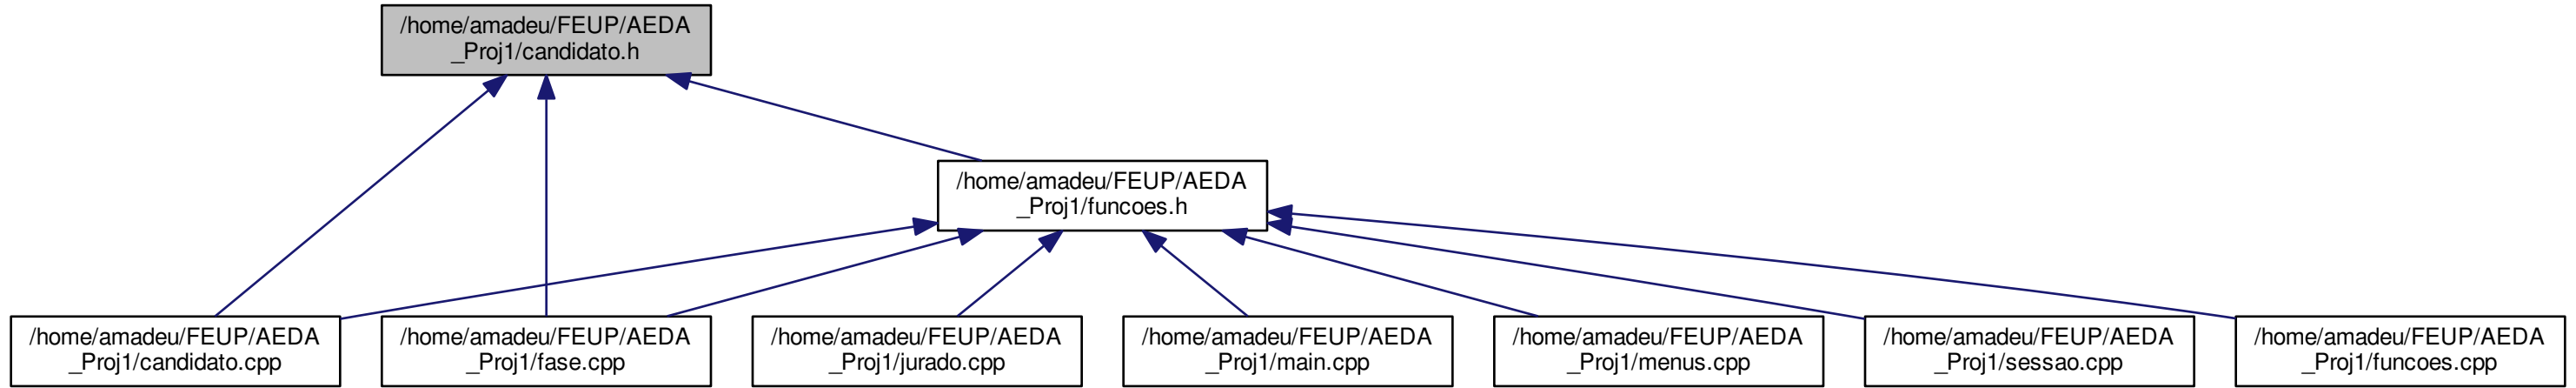 /home/amadeu/FEUP/AEDA
_Proj1/candidato.h
/home/amadeu/FEUP/AEDA
_Proj1/funcoes.h
/home/amadeu/FEUP/AEDA
_Proj1/candidato.cpp
/home/amadeu/FEUP/AEDA
_Proj1/fase.cpp
/home/amadeu/FEUP/AEDA
_Proj1/jurado.cpp
/home/amadeu/FEUP/AEDA
_Proj1/main.cpp
/home/amadeu/FEUP/AEDA
_Proj1/menus.cpp
/home/amadeu/FEUP/AEDA
_Proj1/sessao.cpp
/home/amadeu/FEUP/AEDA
_Proj1/funcoes.cpp